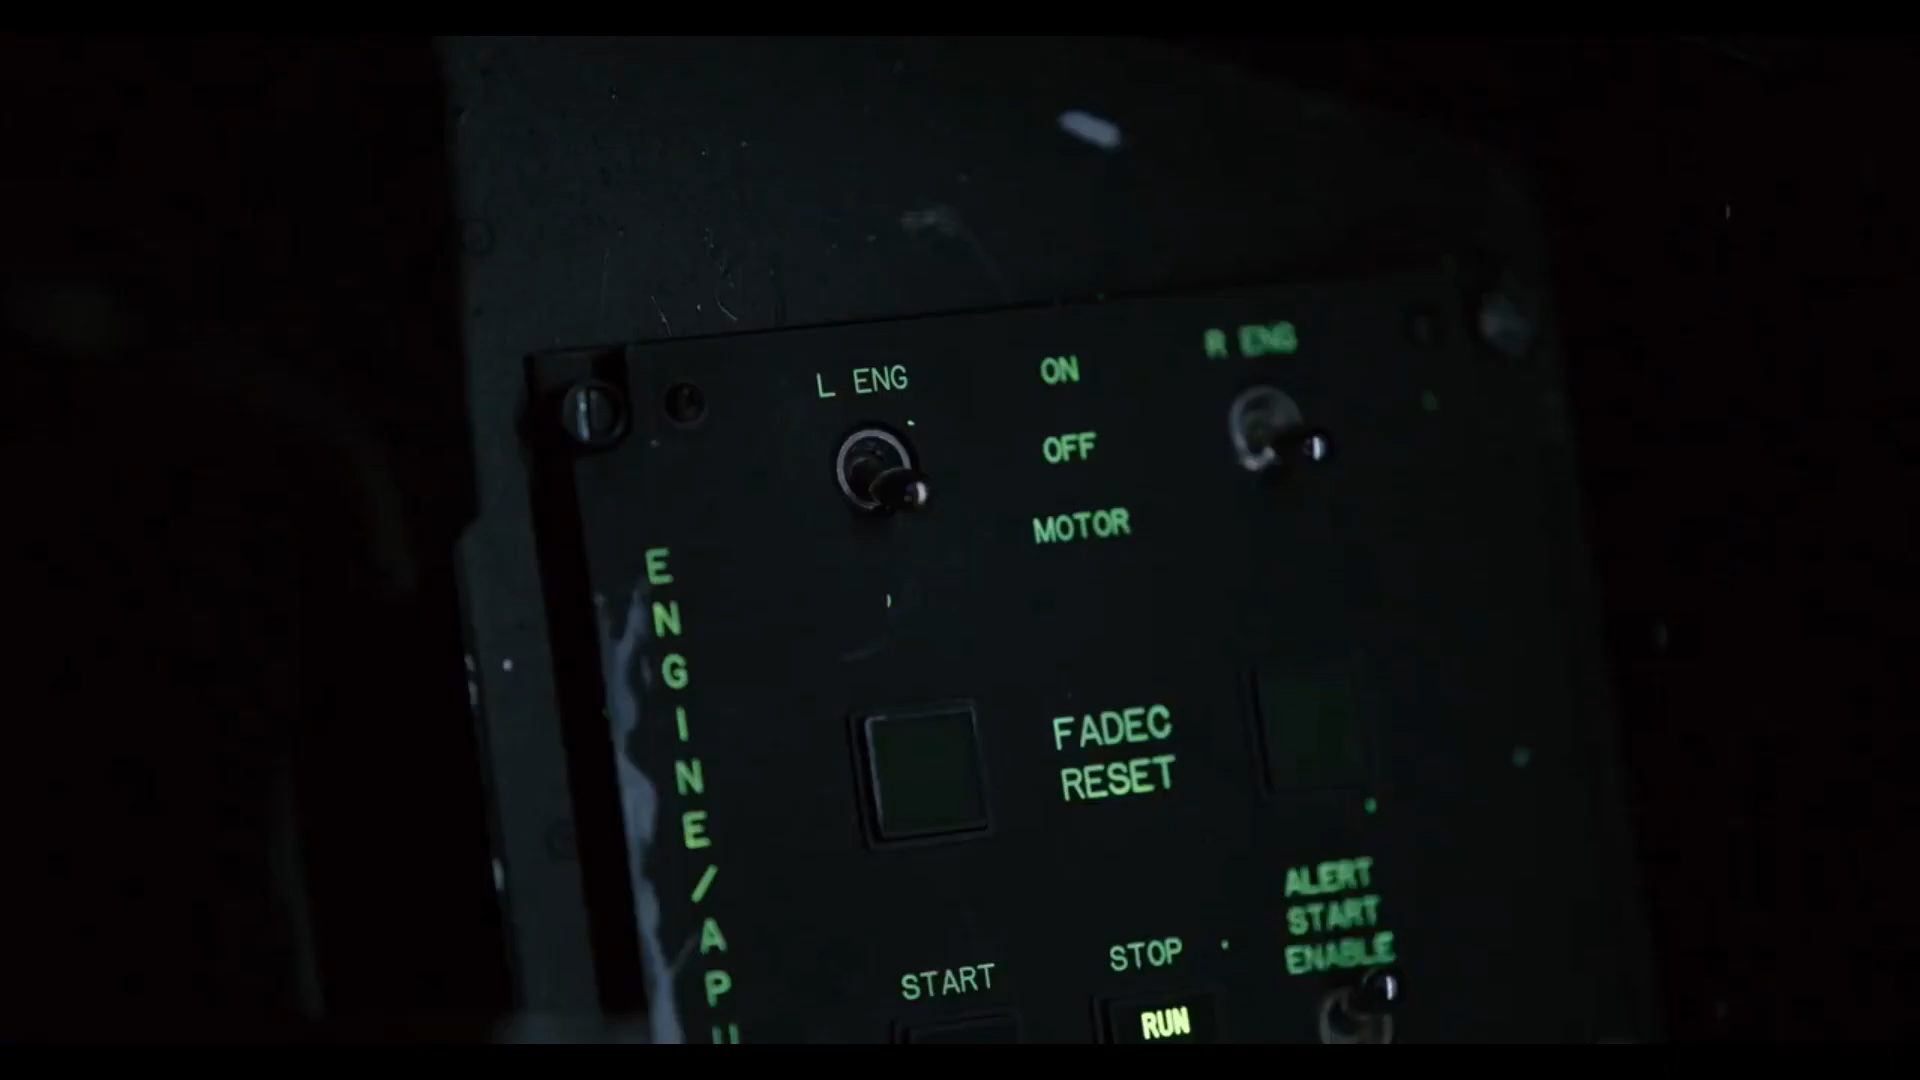 L ENG
ON
R ENG
OFF
MOTOR
ENGINE/APU
FADEC
RESET
ALERT
START
ENABLE
START
STOP
RUN